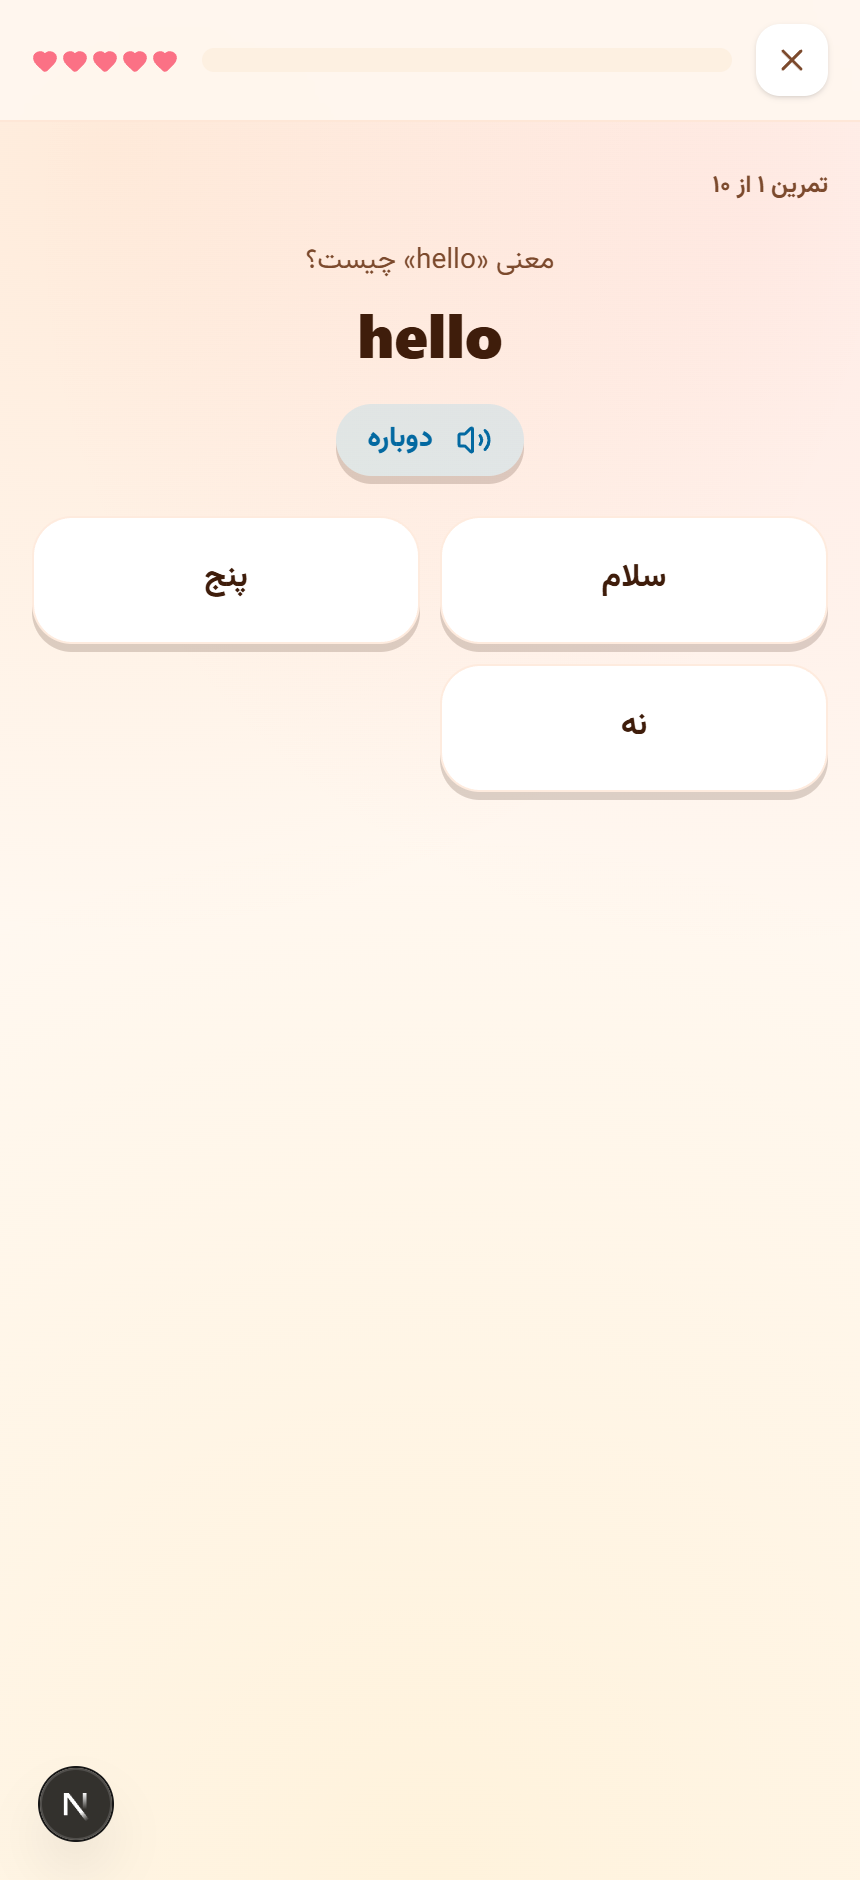 تمرین ۱ از ۱۰
معنی «hello» چیست؟
hello
دوباره
سلام
پنج
نه
N